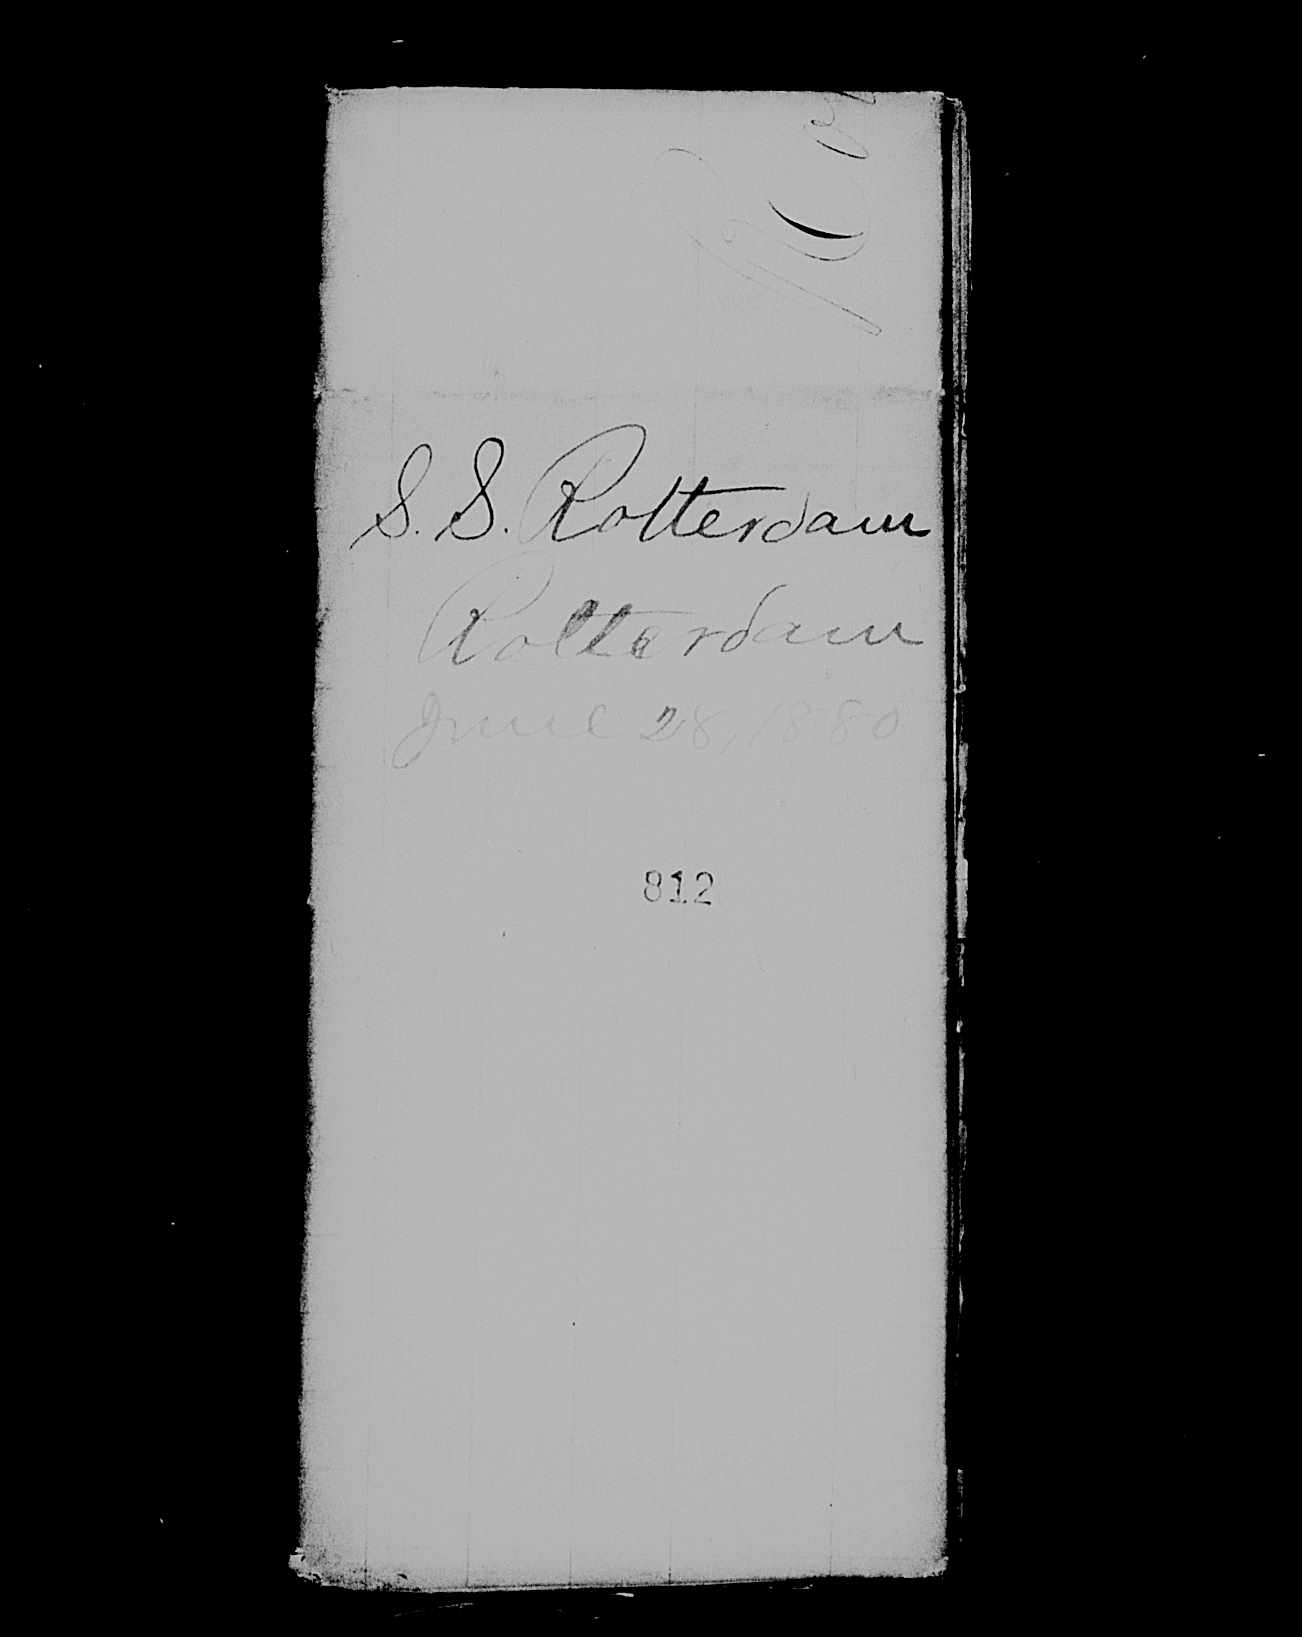 S. S. Rotterdam
Rotterdam
June 28, 1880
812